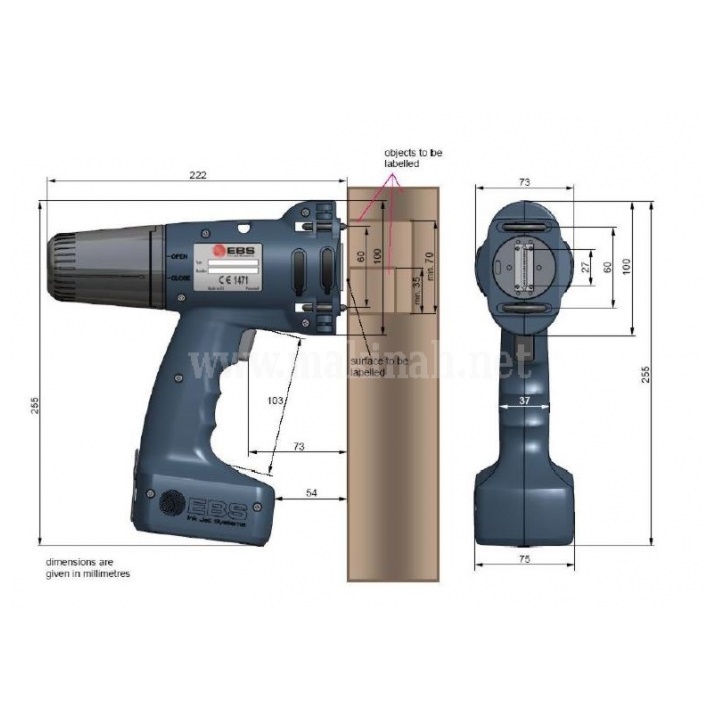 objects to be
labelled
222
73
OPEN
CLOSE
EBS
CE 1471
60
100
min. 35
min. 70
27
60
100
255
255
www.makinah.net
surface to be
labelled
103
37
73
54
EBS
Ink Jet Systems
75
dimensions are
given in millimetres